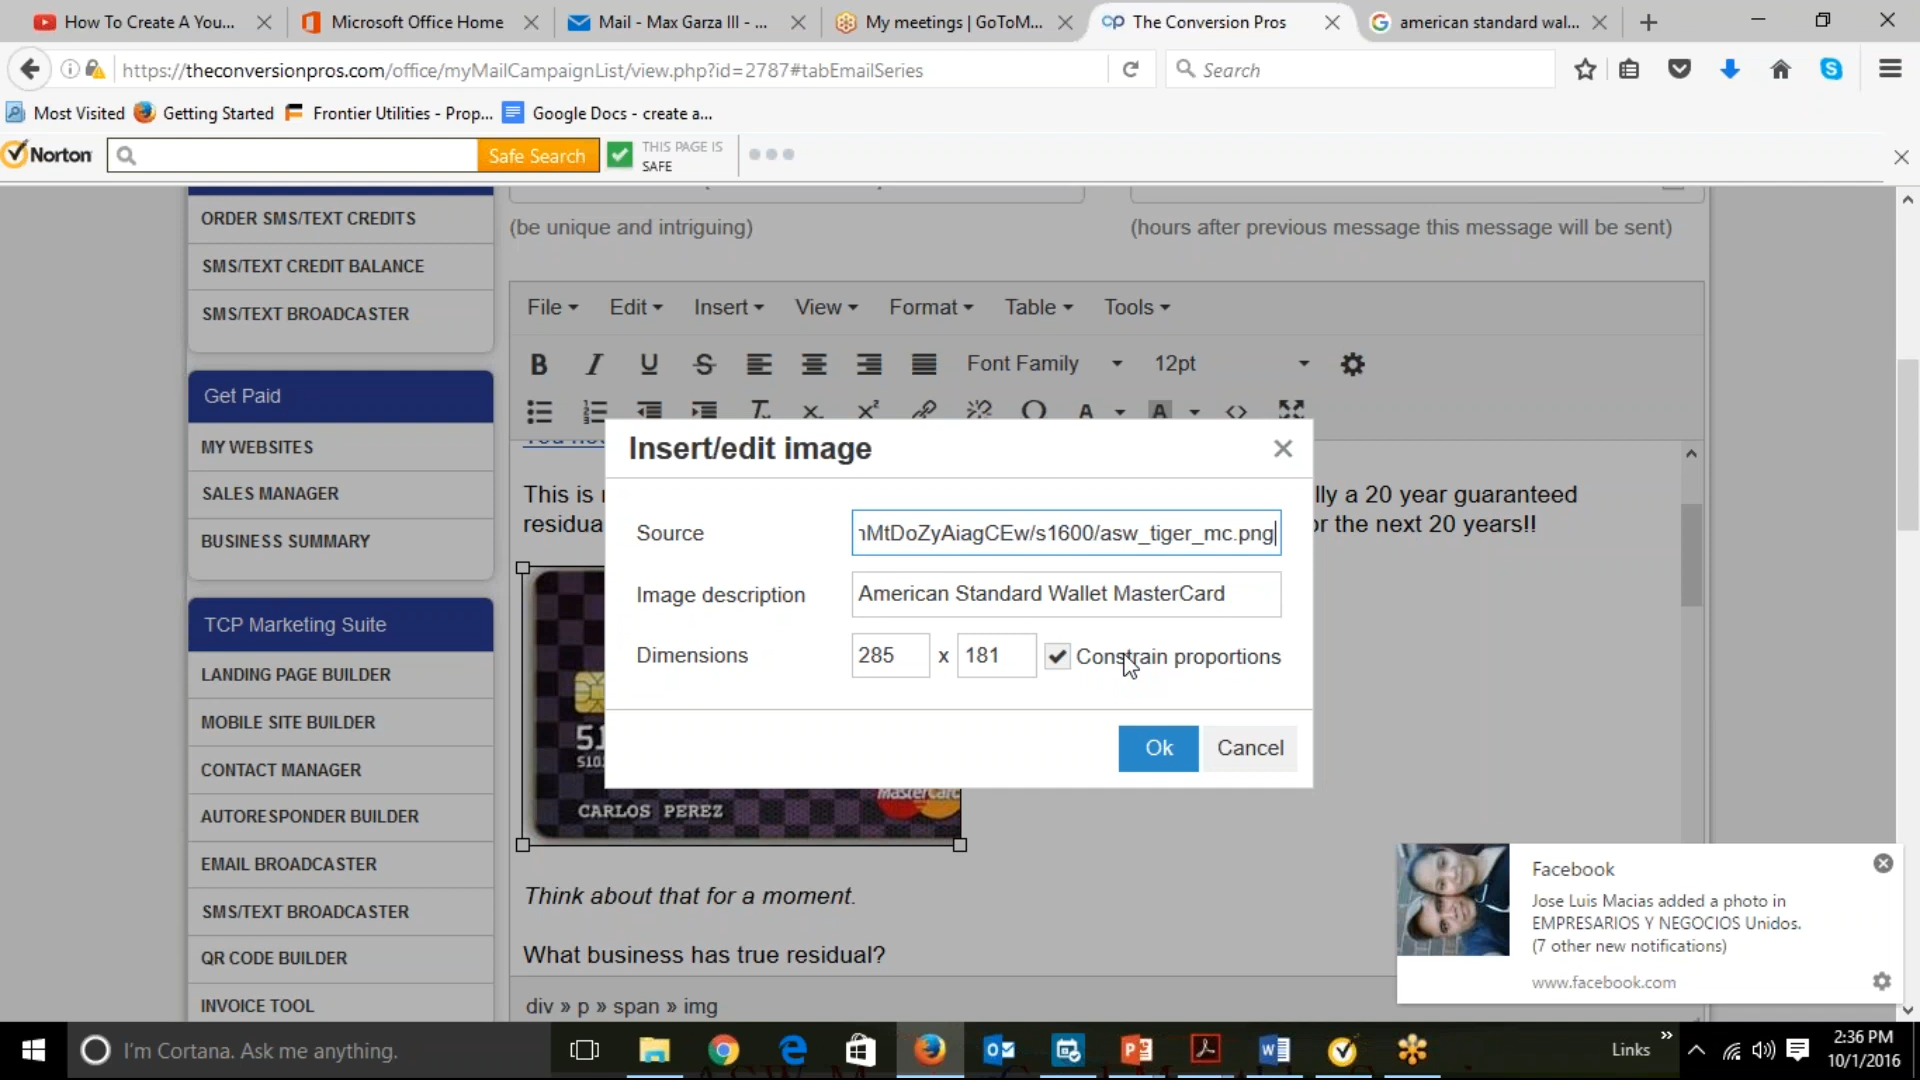 How To Create A You...
Microsoft Office Home
Mail - Max Garza III - ...
My meetings | GoToM...
The Conversion Pros
american standard wal...
https://theconversionpros.com/office/myMailCampaignList/view.php?id=2787#tabEmailSeries
Search
Most Visited
Getting Started
Frontier Utilities - Prop...
Google Docs - create a...
Norton
Safe Search
THIS PAGE IS
SAFE
ORDER SMS/TEXT CREDITS
SMS/TEXT CREDIT BALANCE
SMS/TEXT BROADCASTER
Get Paid
MY WEBSITES
SALES MANAGER
BUSINESS SUMMARY
TCP Marketing Suite
LANDING PAGE BUILDER
MOBILE SITE BUILDER
CONTACT MANAGER
AUTORESPONDER BUILDER
EMAIL BROADCASTER
SMS/TEXT BROADCASTER
QR CODE BUILDER
INVOICE TOOL
(be unique and intriguing)
(hours after previous message this message will be sent)
File Edit Insert View Format Table Tools
Font Family 12pt
This is
lly a 20 year guaranteed
residua
r the next 20 years!!
Insert/edit image
Source
MtDoZyAiagCEw/s1600/asw_tiger_mc.png
Image description
American Standard Wallet MasterCard
Dimensions
285 x 181 Constrain proportions
Ok Cancel
51
510
CARLOS PEREZ
MasterCard
Think about that for a moment.
What business has true residual?
div » p » span » img
Facebook
Jose Luis Macias added a photo in
EMPRESARIOS Y NEGOCIOS Unidos.
(7 other new notifications)
www.facebook.com
I'm Cortana. Ask me anything.
Links
2:36 PM
10/1/2016